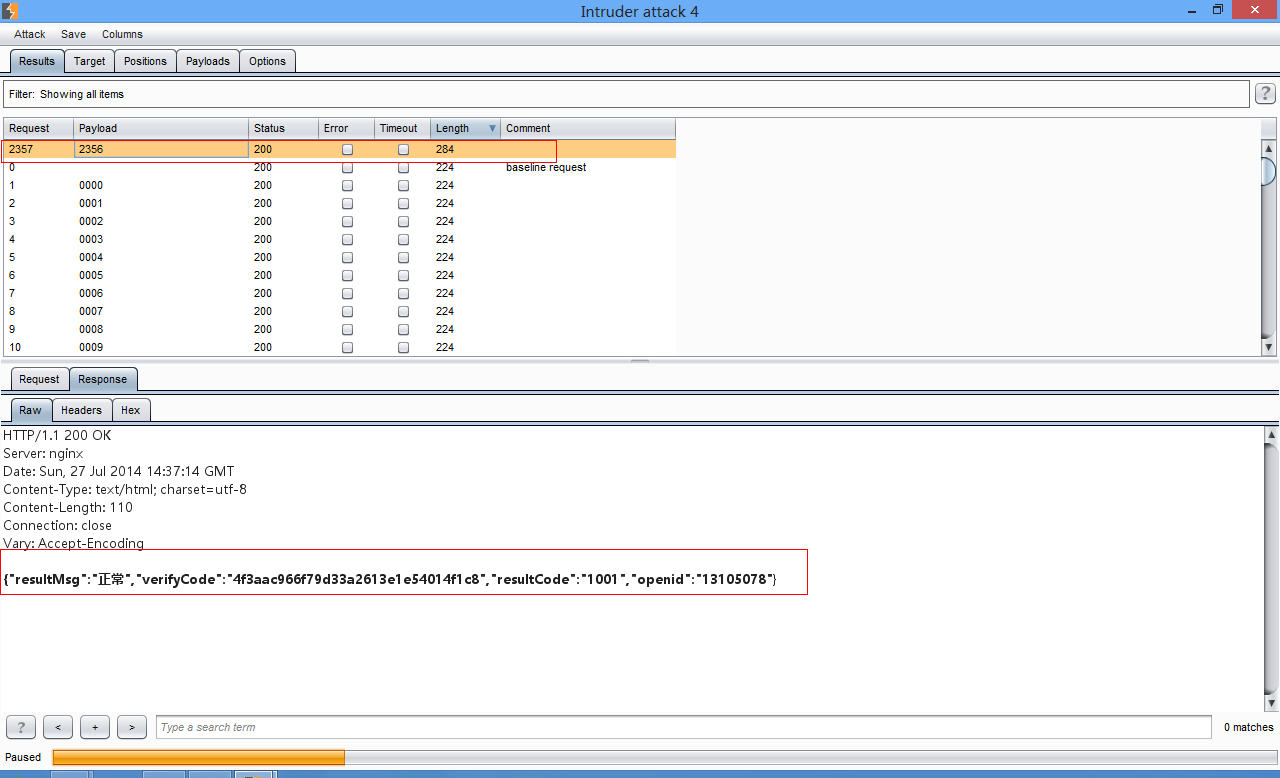 Intruder attack 4
Attack Save Columns
Results Target Positions Payloads Options
Filter: Showing all items ?
Request Payload Status Error Timeout Length Comment
2357 2356 200 284
0 200 224 baseline request
1 0000 200 224
2 0001 200 224
3 0002 200 224
4 0003 200 224
5 0004 200 224
6 0005 200 224
7 0006 200 224
8 0007 200 224
9 0008 200 224
10 0009 200 224
Request Response
Raw Headers Hex
HTTP/1.1 200 OK
Server: nginx
Date: Sun, 27 Jul 2014 14:37:14 GMT
Content-Type: text/html; charset=utf-8
Content-Length: 110
Connection: close
Vary: Accept-Encoding
{"resultMsg":"正常","verifyCode":"4f3aac966f79d33a2613e1e54014f1c8","resultCode":"1001","openid":"13105078"}
? < + > Type a search term 0 matches
Paused